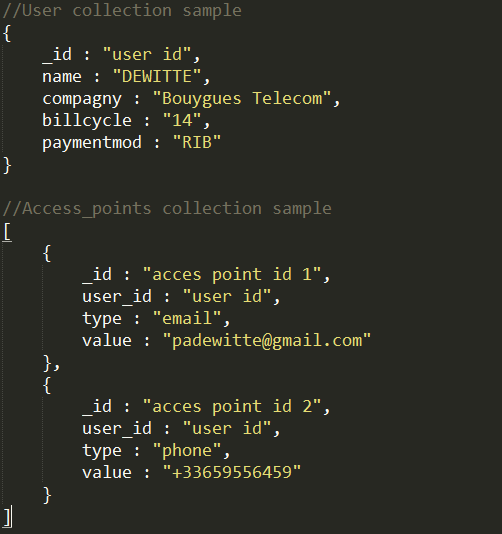 //User collection sample
{
    _id : "user id",
    name : "DEWITTE",
    compagny : "Bouygues Telecom",
    billcycle : "14",
    paymentmod : "RIB"
}

//Access_points collection sample
[
    {
        _id : "acces point id 1",
        user_id : "user id",
        type : "email",
        value : "padewitte@gmail.com"
    },
    {
        _id : "acces point id 2",
        user_id : "user id",
        type : "phone",
        value : "+33659556459"
    }
]